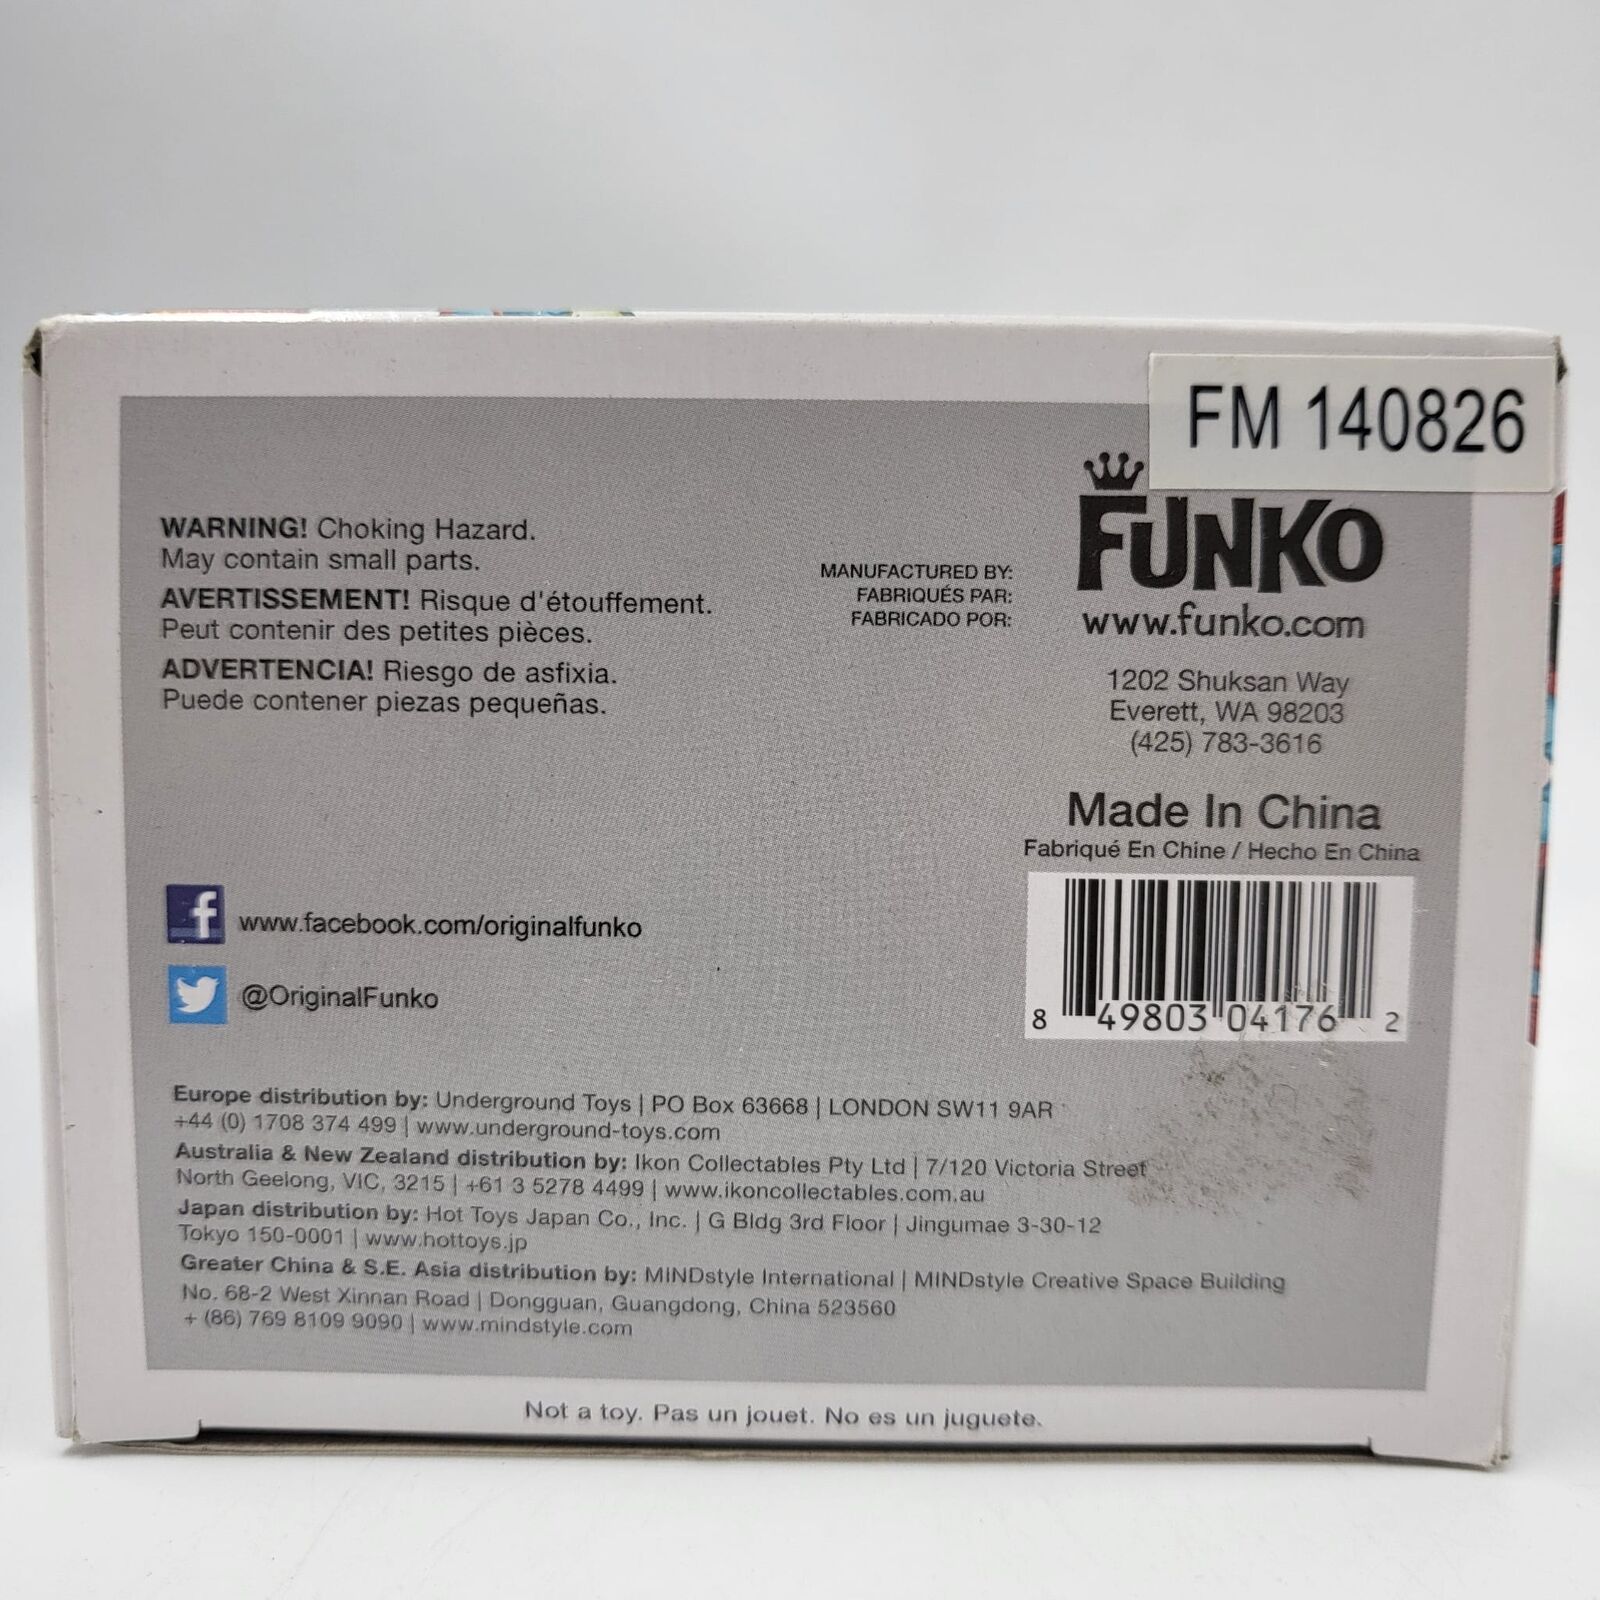 FM 140826
FUNKO
www.funko.com
WARNING! Choking Hazard.
May contain small parts.
AVERTISSEMENT! Risque d'étouffement.
Peut contenir des petites pièces.
ADVERTENCIA! Riesgo de asfixia.
Puede contener piezas pequeñas.
MANUFACTURED BY:
FABRIQUÉS PAR:
FABRICADO POR:
1202 Shuksan Way
Everett, WA 98203
(425) 783-3616
Made In China
Fabriqué En Chine / Hecho En China
8 49803 04176 2
f www.facebook.com/originalfunko
@OriginalFunko
Europe distribution by: Underground Toys | PO Box 63668 | LONDON SW11 9AR
+44 (0) 1708 374 499 | www.underground-toys.com
Australia & New Zealand distribution by: Ikon Collectables Pty Ltd | 7/120 Victoria Street
North Geelong, VIC, 3215 | +61 3 5278 4499 | www.ikoncollectables.com.au
Japan distribution by: Hot Toys Japan Co., Inc. | G Bldg 3rd Floor | Jingumae 3-30-12
Tokyo 150-0001 | www.hottoys.jp
Greater China & S.E. Asia distribution by: MINDstyle International | MINDstyle Creative Space Building
No. 68-2 West Xinnan Road | Dongguan, Guangdong, China 523560
+ (86) 769 8109 9090 | www.mindstyle.com
Not a toy. Pas un jouet. No es un juguete.